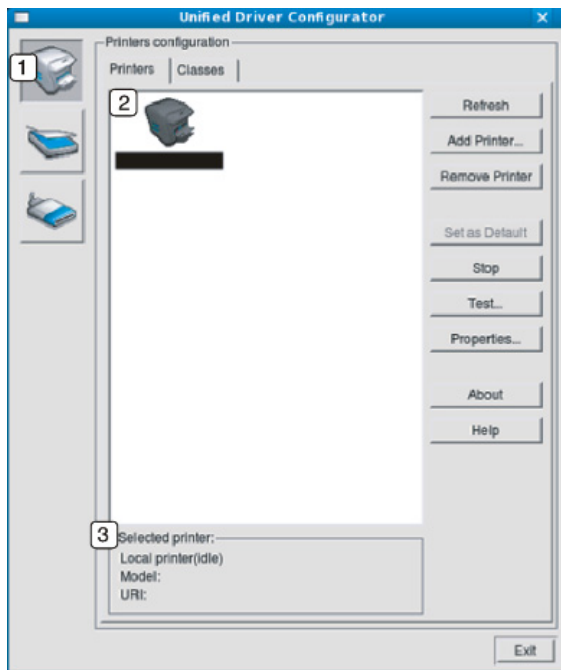 Unified Driver Configurator
Printers configuration
1
Printers Classes
2
Refresh
Add Printer...
Remove Printer
Set as Default
Stop
Test...
Properties...
About
Help
3
Selected printer:
Local printer(idle)
Model:
URI:
Exit